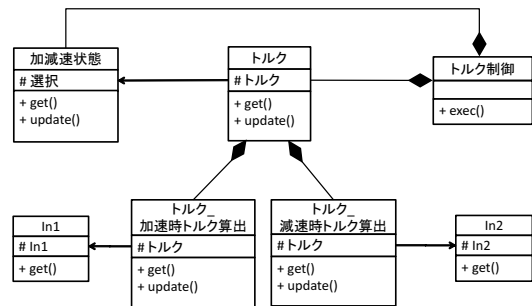 加減速状態
# 選択
+ get()
+ update()
トルク
#トルク
+ get()
+ update()
トルク制御
+ exec()
In1
# In1
+ get()
トルク_
加速時トルク算出
#トルク
+ get()
+ update()
トルク_
減速時トルク算出
#トルク
+ get()
+ update()
In2
# In2
+ get()